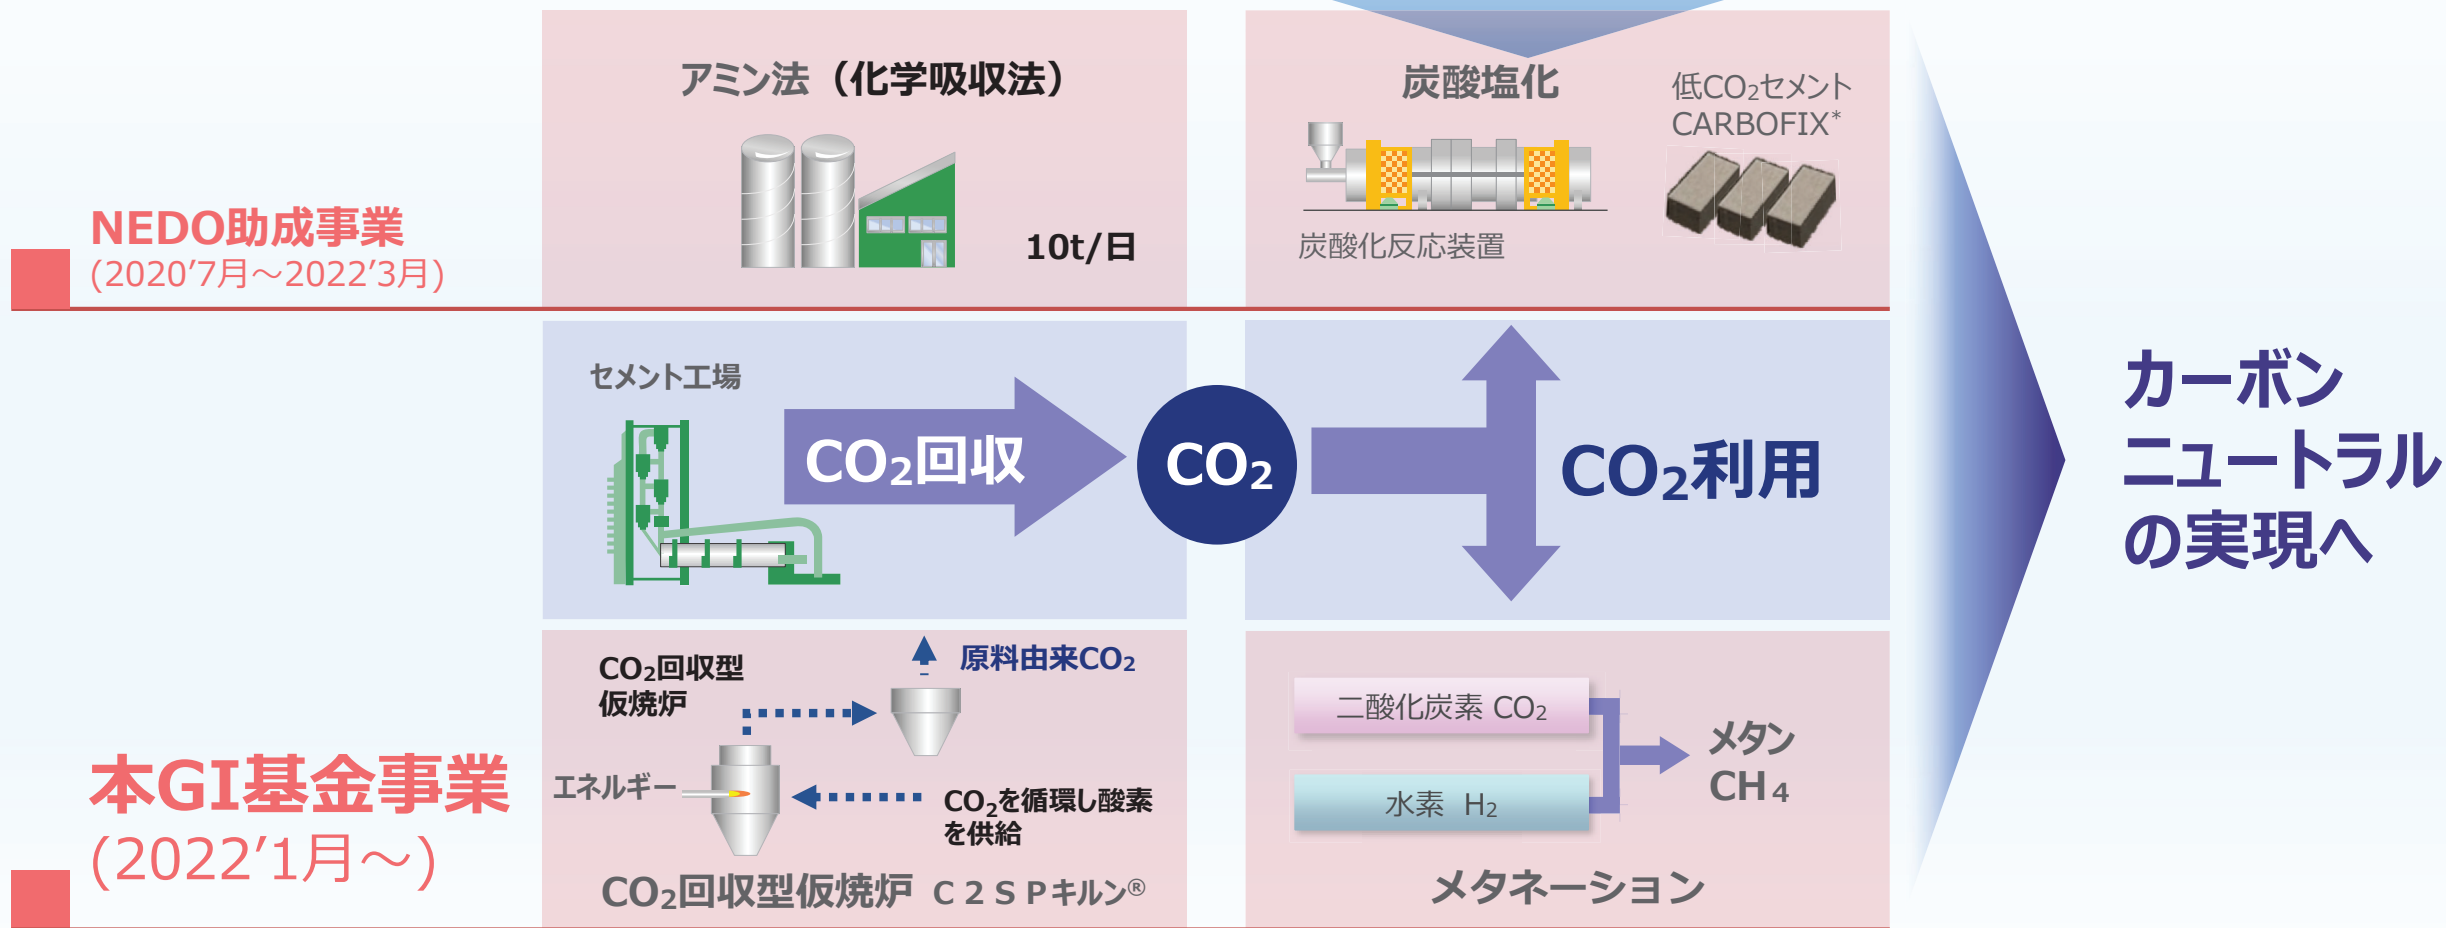 アミン法（化学吸収法）
10t/日
炭酸塩化
低CO₂セメント
CARBOFIX*
炭酸化反応装置
NEDO助成事業
(2020’7月～2022’3月)
セメント工場
CO₂回収
CO₂
CO₂利用
カーボン
ニュートラル
の実現へ
本GI基金事業
(2022’1月～)
CO₂回収型
仮焼炉
原料由来CO₂
エネルギー
CO₂を循環し酸素
を供給
CO₂回収型仮焼炉 Ｃ２ＳＰキルン®
二酸化炭素 CO₂
水素 H₂
メタン
CH₄
メタネーション